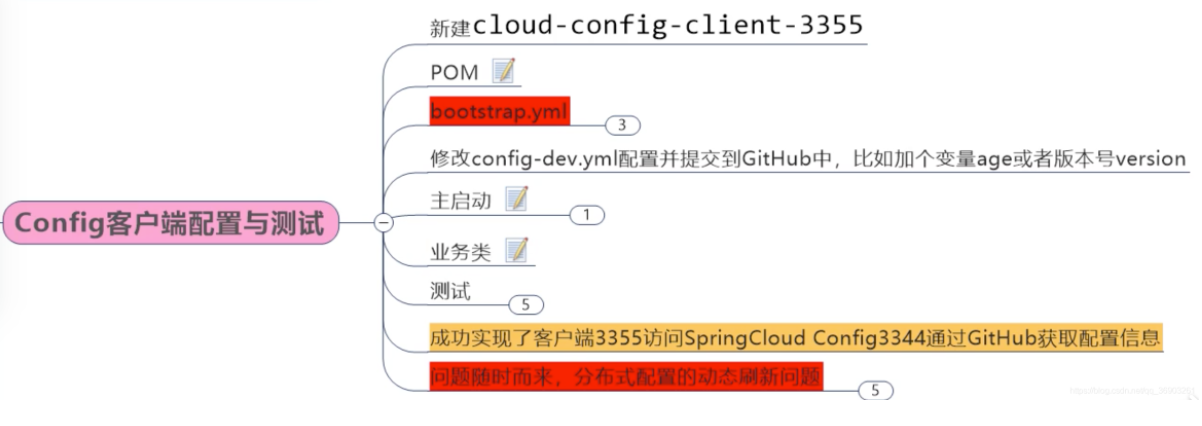 新建cloud-config-client-3355
POM
bootstrap.yml
3
修改config-dev.yml配置并提交到GitHub中，比如加个变量age或者版本号version
主启动
1
Config客户端配置与测试
业务类
测试
5
成功实现了客户端3355访问SpringCloud Config3344通过GitHub获取配置信息
问题随时而来，分布式配置的动态刷新问题
5